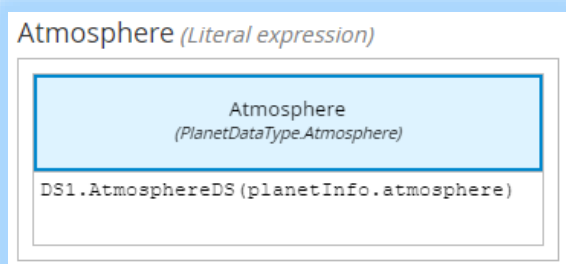 Atmosphere (Literal expression)
Atmosphere
(PlanetDataType.Atmosphere)
DS1.AtmosphereDS(planetInfo.atmosphere)